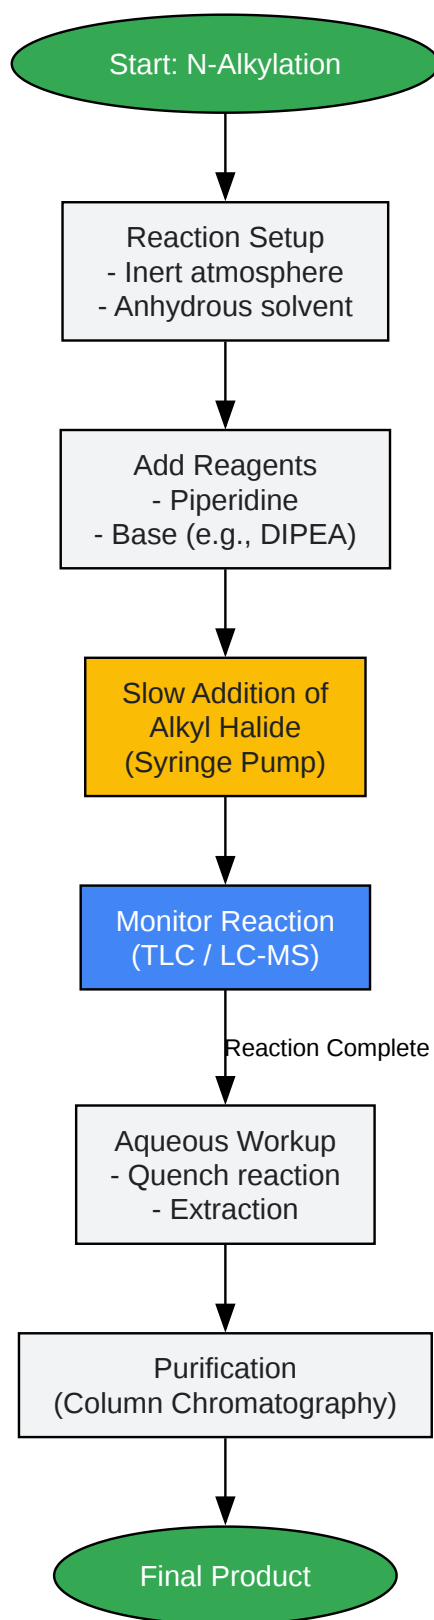 Start: N-Alkylation
Reaction Setup
- Inert atmosphere
- Anhydrous solvent
Add Reagents
- Piperidine
- Base (e.g., DIPEA)
Slow Addition of
Alkyl Halide
(Syringe Pump)
Monitor Reaction
(TLC / LC-MS)
Reaction Complete
Aqueous Workup
- Quench reaction
- Extraction
Purification
(Column Chromatography)
Final Product